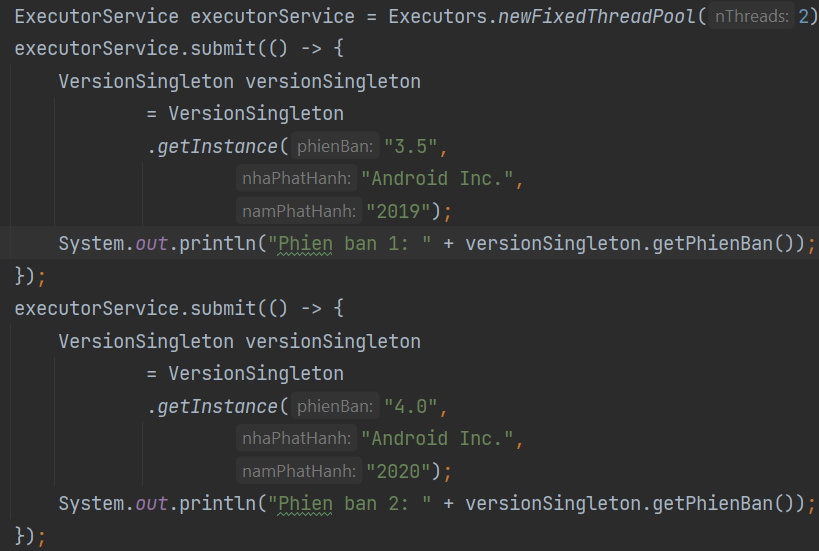 ExecutorService executorService = Executors.newFixedThreadPool( nThreads: 2)
executorService.submit(() -> {
VersionSingleton versionSingleton
= VersionSingleton
.getInstance( phienBan: "3.5",
nhaPhatHanh: "Android Inc.",
namPhatHanh: "2019");
System.out.println("Phien ban 1: " + versionSingleton.getPhienBan());
});
executorService.submit(() -> {
VersionSingleton versionSingleton
= VersionSingleton
.getInstance( phienBan: "4.0",
nhaPhatHanh: "Android Inc.",
namPhatHanh: "2020");
System.out.println("Phien ban 2: " + versionSingleton.getPhienBan());
});